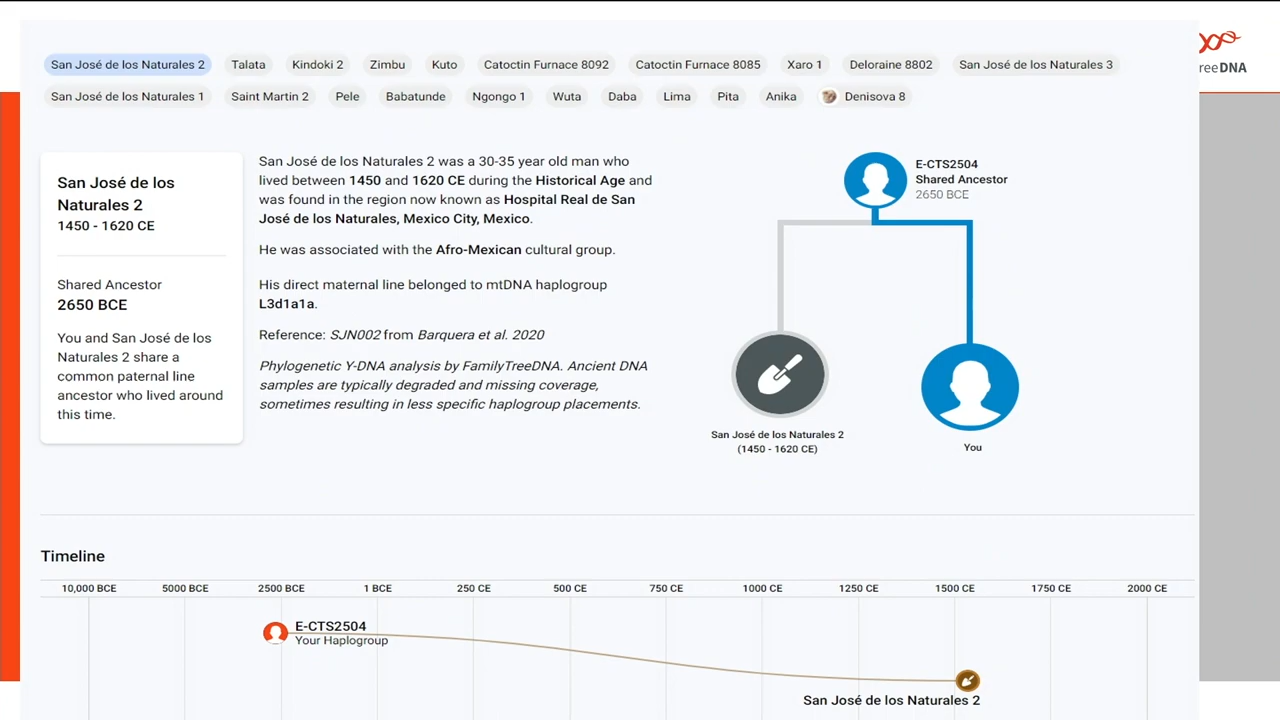 San José de los Naturales 2 Talata Kindoki 2 Zimbu Kuto Catoctin Furnace 8092 Catoctin Furnace 8085 Xaro 1 Deloraine 8802 San José de los Naturales 3
San José de los Naturales 1 Saint Martin 2 Pele Babatunde Ngongo 1 Wuta Daba Lima Pita Anika Denisova 8
reeDNA
San José de los
Naturales 2
1450 - 1620 CE
Shared Ancestor
2650 BCE
You and San José de los
Naturales 2 share a
common paternal line
ancestor who lived around
this time.
San José de los Naturales 2 was a 30-35 year old man who
lived between 1450 and 1620 CE during the Historical Age and
was found in the region now known as Hospital Real de San
José de los Naturales, Mexico City, Mexico.
He was associated with the Afro-Mexican cultural group.
His direct maternal line belonged to mtDNA haplogroup
L3d1a1a.
Reference: SJN002 from Barquera et al. 2020
Phylogenetic Y-DNA analysis by FamilyTreeDNA. Ancient DNA
samples are typically degraded and missing coverage,
sometimes resulting in less specific haplogroup placements.
E-CTS2504
Shared Ancestor
2650 BCE
San José de los Naturales 2
(1450 - 1620 CE)
You
Timeline
10,000 BCE 5000 BCE 2500 BCE 1 BCE 250 CE 500 CE 750 CE 1000 CE 1250 CE 1500 CE 1750 CE 2000 CE
E-CTS2504
Your Haplogroup
San José de los Naturales 2